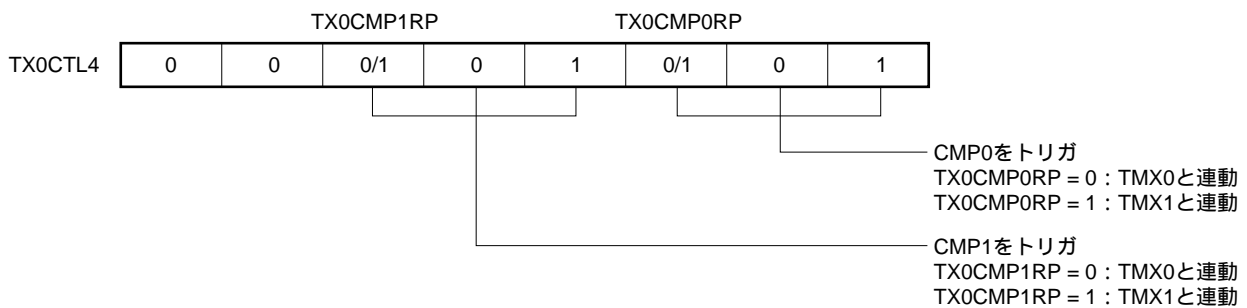 TX0CMP1RP TX0CMP0RP
TX0CTL4 0 0 0/1 0 1 0/1 0 1
CMP0をトリガ
TX0CMP0RP = 0：TMX0と連動
TX0CMP0RP = 1：TMX1と連動
CMP1をトリガ
TX0CMP1RP = 0：TMX0と連動
TX0CMP1RP = 1：TMX1と連動